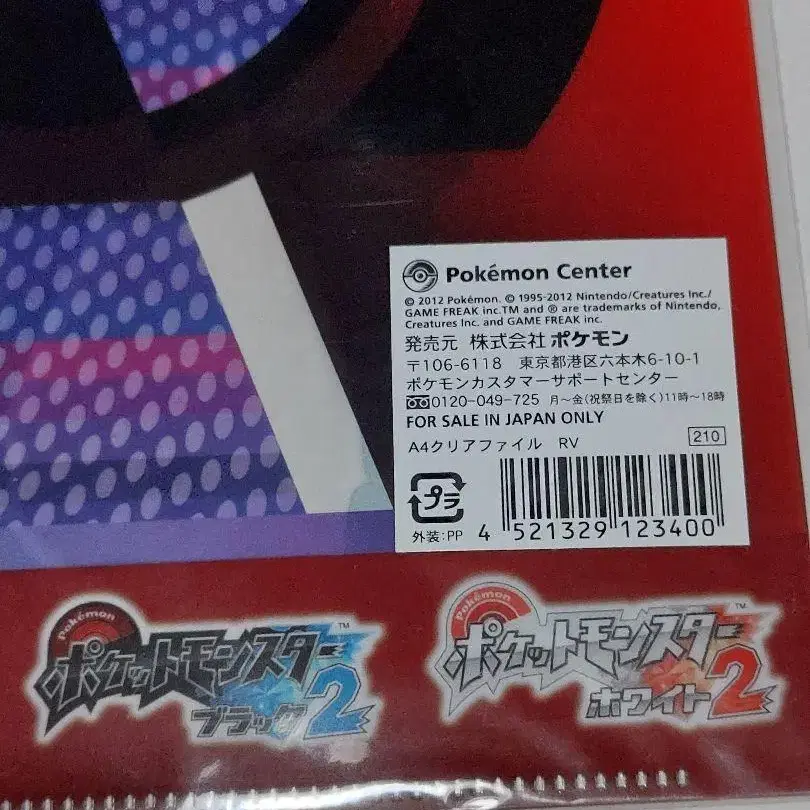 Pokémon Center
© 2012 Pokémon. © 1995-2012 Nintendo/Creatures Inc./
GAME FREAK inc.TM and ® are trademarks of Nintendo,
Creatures Inc. and GAME FREAK inc.
発売元 株式会社 ポケモン
〒106-6118 東京都港区六本木6-10-1
ポケモンカスタマーサポートセンター
0120-049-725 月~金(祝祭日を除く)11時~18時
FOR SALE IN JAPAN ONLY
A4クリアファイル RV 210
プラ
外装:PP 4 521329 123400
Pokémon
ポケットモンスター™
ブラック2
Pokémon
ポケットモンスター™
ホワイト2